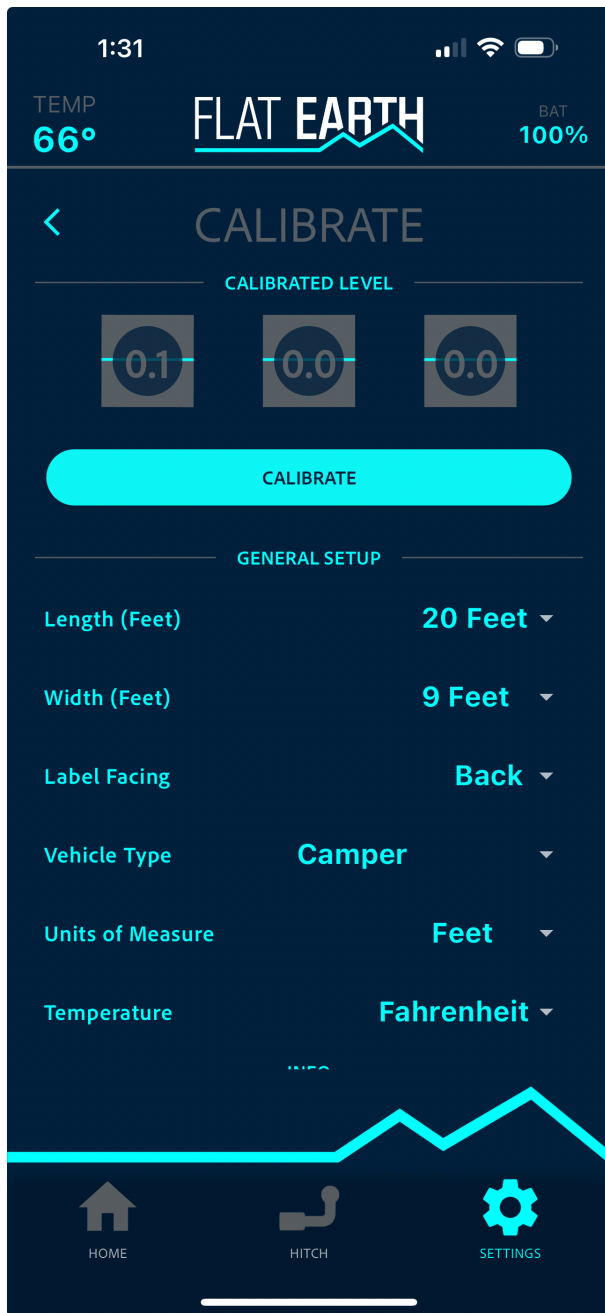 1:31
TEMP
66°
FLAT EARTH
BAT
100%
CALIBRATE
CALIBRATED LEVEL
0.1 0.0 0.0
CALIBRATE
GENERAL SETUP
Length (Feet) 20 Feet
Width (Feet) 9 Feet
Label Facing Back
Vehicle Type Camper
Units of Measure Feet
Temperature Fahrenheit
INFO
HOME HITCH SETTINGS